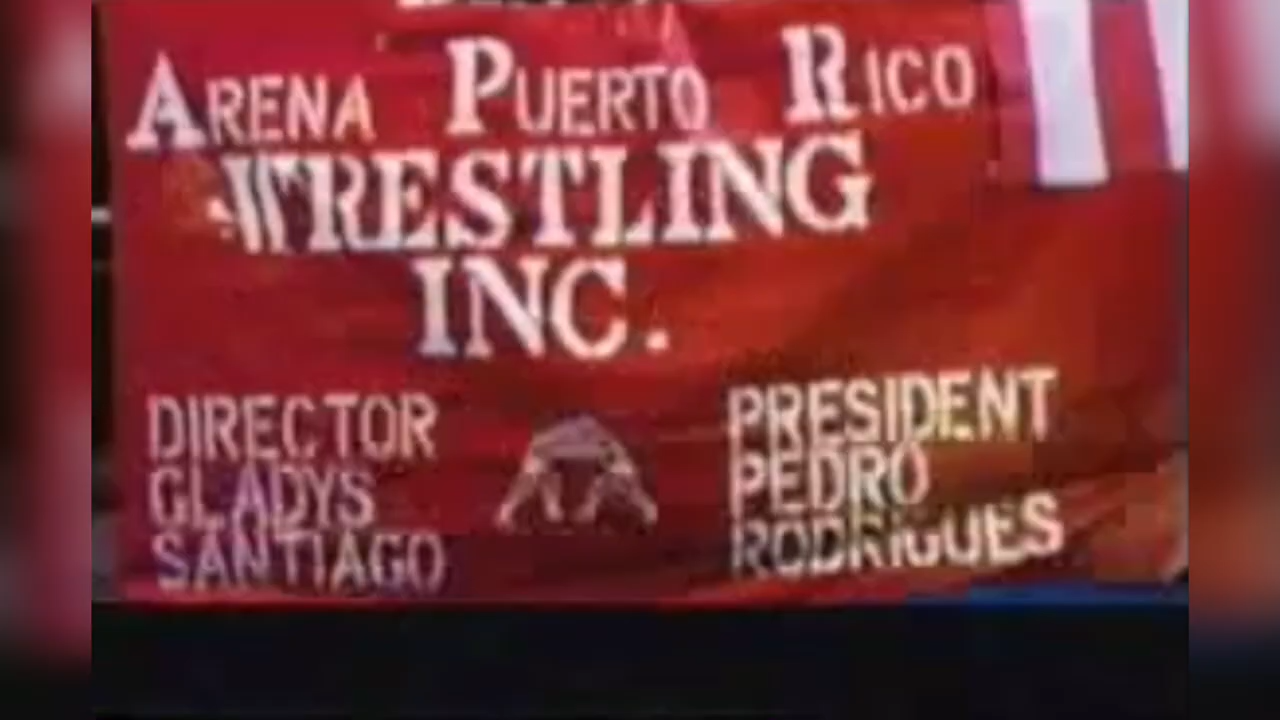 ARENA PUERTO RICO
WRESTLING
INC.
DIRECTOR
GLADYS
SANTIAGO
PRESIDENT
PEDRO
RODRIGUES